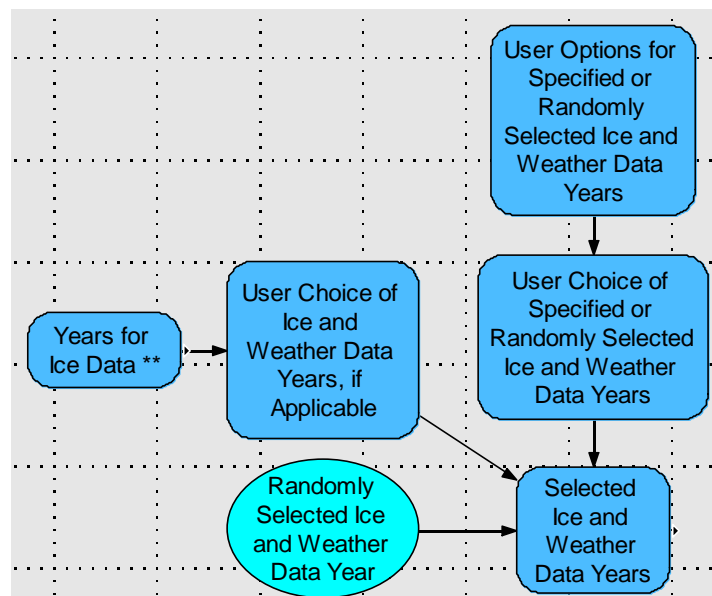 User Options for
Specified or
Randomly
Selected Ice and
Weather Data
Years
User Choice of
Ice and
Weather Data
Years, if
Applicable
User Choice of
Specified or
Randomly Selected
Ice and Weather
Data Years
Years for
Ice Data **
Randomly
Selected Ice
and Weather
Data Year
Selected
Ice and
Weather
Data Years